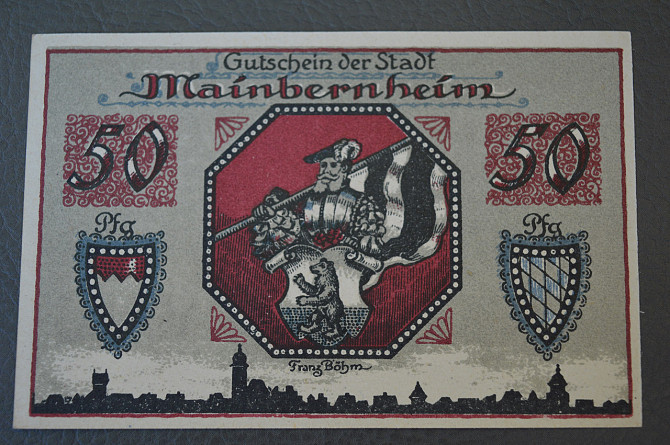 Gutschein der Stadt
Mainbernheim
50 50
Pfg Pfg
Franz Böhm